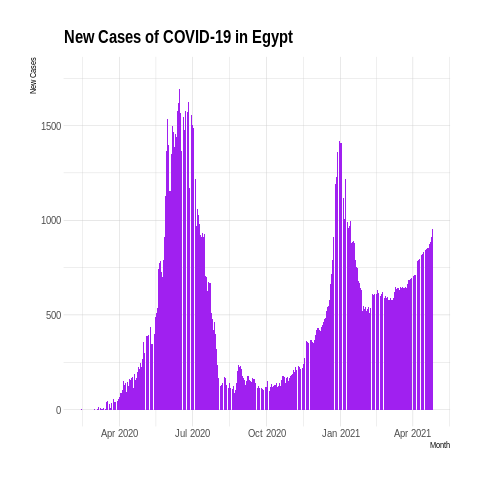 New Cases of COVID-19 in Egypt
New Cases
1500
1000
500
0
Apr 2020 Jul 2020 Oct 2020 Jan 2021 Apr 2021
Month